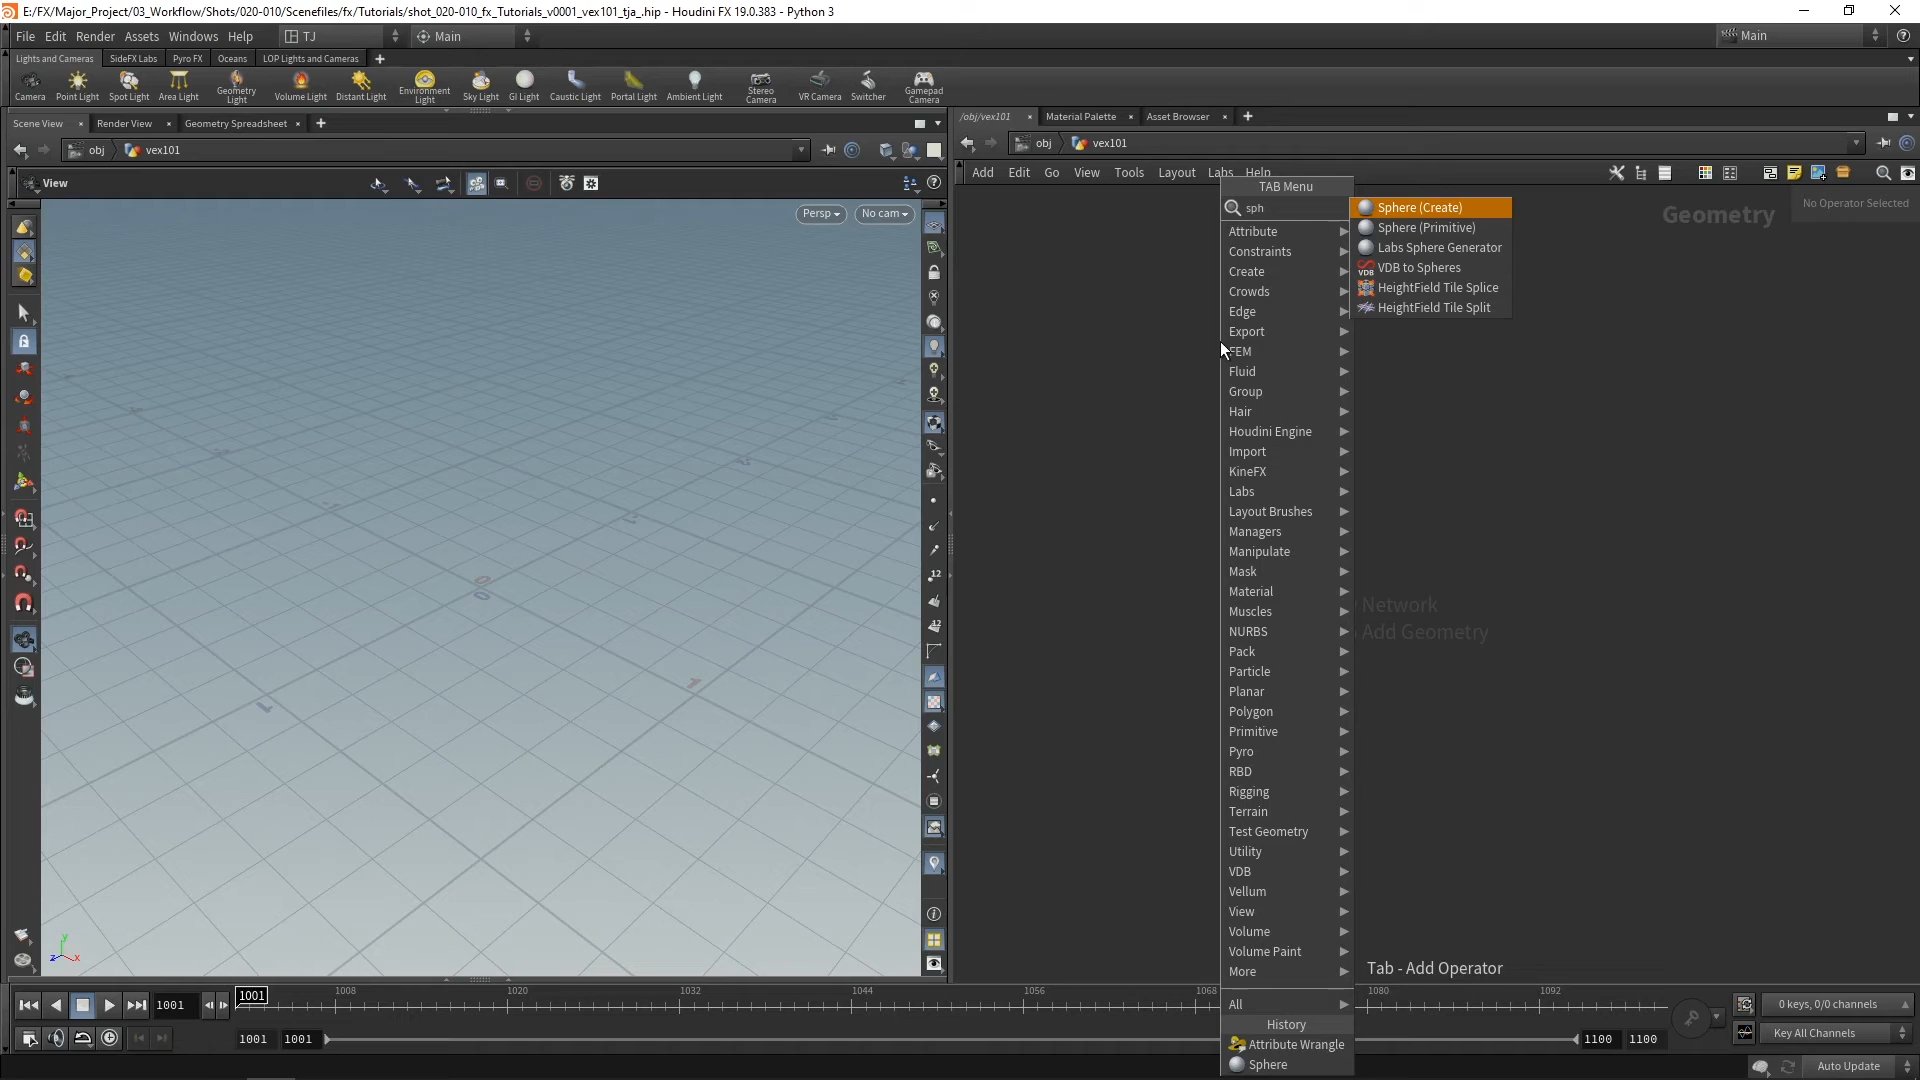 E:/FX/Major_Project/03_Workflow/Shots/020-010/Scenefiles/fx/Tutorials/shot_020-010_fx_Tutorials_v0001_vex101_tja_.hip - Houdini FX 19.0.383 - Python 3
File Edit Render Assets Windows Help TJ Main Main
Lights and Cameras SideFX Labs Pyro FX Oceans LOP Lights and Cameras
Camera Point Light Spot Light Area Light Geometry Light Volume Light Distant Light Environment Light Sky Light GI Light Caustic Light Portal Light Ambient Light Stereo Camera VR Camera Switcher Gamepad Camera
Scene View Render View Geometry Spreadsheet
/obj/vex101 Material Palette Asset Browser
obj vex101
obj vex101
View
Add Edit Go View Tools Layout Labs Help
Persp No cam
Geometry
No Operator Selected
TAB Menu
sph
Attribute
Constraints
Create
Crowds
Edge
Export
FEM
Fluid
Group
Hair
Houdini Engine
Import
KineFX
Labs
Layout Brushes
Managers
Manipulate
Mask
Material
Muscles
NURBS
Pack
Particle
Planar
Polygon
Primitive
Pyro
RBD
Rigging
Terrain
Test Geometry
Utility
VDB
Vellum
View
Volume
Volume Paint
More
All
History
Attribute Wrangle
Sphere
Sphere (Create)
Sphere (Primitive)
Labs Sphere Generator
VDB to Spheres
HeightField Tile Splice
HeightField Tile Split
Network
Add Geometry
Tab - Add Operator
12
12
0
0
1
1
y
z x
1001 1001 1008 1020 1032 1044 1056 1068 1080 1092
0 keys, 0/0 channels
1001 1001 1100 1100
Key All Channels
Auto Update